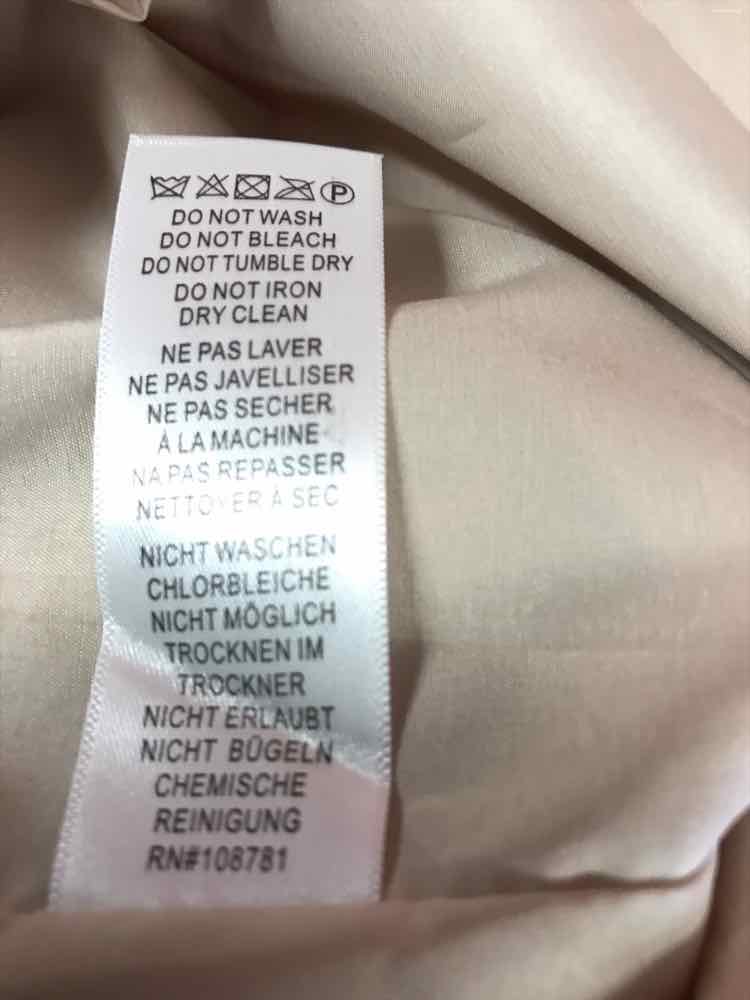 P
DO NOT WASH
DO NOT BLEACH
DO NOT TUMBLE DRY
DO NOT IRON
DRY CLEAN
NE PAS LAVER
NE PAS JAVELLISER
NE PAS SECHER
À LA MACHINE
NA PAS REPASSER
NETTOYER À SEC
NICHT WASCHEN
CHLORBLEICHE
NICHT MÖGLICH
TROCKNEN IM
TROCKNER
NICHT ERLAUBT
NICHT BÜGELN
CHEMISCHE
REINIGUNG
RN#108781